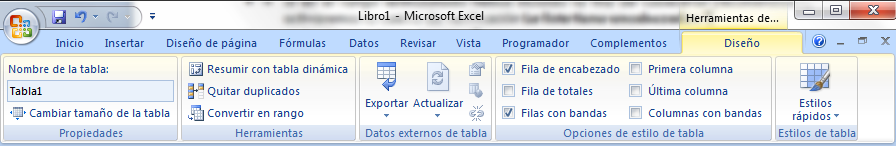 Libro1 - Microsoft Excel
Herramientas de...
Inicio Insertar Diseño de página Fórmulas Datos Revisar Vista Programador Complementos Diseño
Nombre de la tabla:
Tabla1
Cambiar tamaño de la tabla
Propiedades
Resumir con tabla dinámica
Quitar duplicados
Convertir en rango
Herramientas
Exportar Actualizar
Datos externos de tabla
Fila de encabezado
Fila de totales
Filas con bandas
Primera columna
Última columna
Columnas con bandas
Opciones de estilo de tabla
Estilos
rápidos
Estilos de tabla